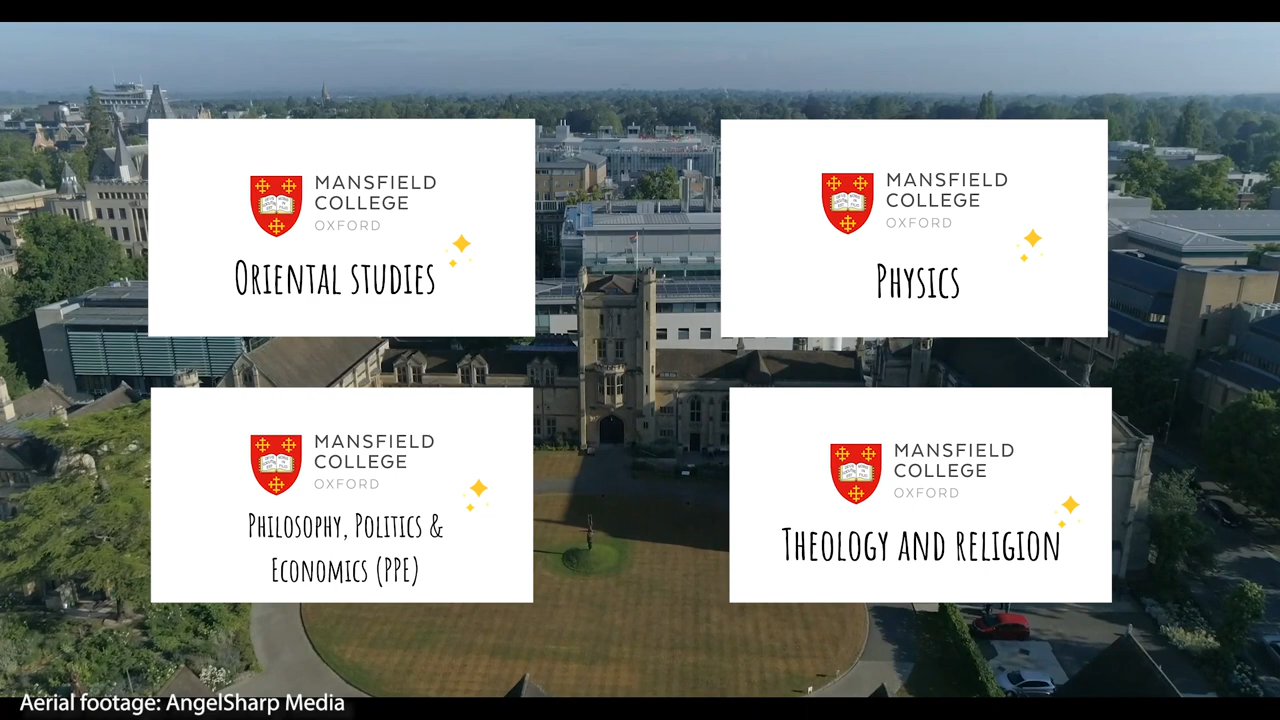 MANSFIELD
COLLEGE
OXFORD
ORIENTAL STUDIES
MANSFIELD
COLLEGE
OXFORD
PHYSICS
MANSFIELD
COLLEGE
OXFORD
PHILOSOPHY, POLITICS &
ECONOMICS (PPE)
MANSFIELD
COLLEGE
OXFORD
THEOLOGY AND RELIGION
Aerial footage: AngelSharp Media